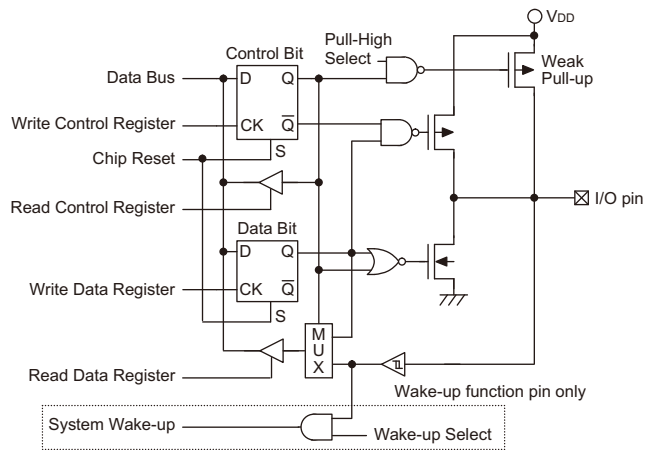 VDD
Control Bit
Pull-High
Select
Weak
Pull-up
Data Bus
D
Q
Write Control Register
CK
Q
Chip Reset
S
Read Control Register
I/O pin
Data Bit
D
Q
Write Data Register
CK
Q
S
M
U
X
Read Data Register
Wake-up function pin only
System Wake-up
Wake-up Select